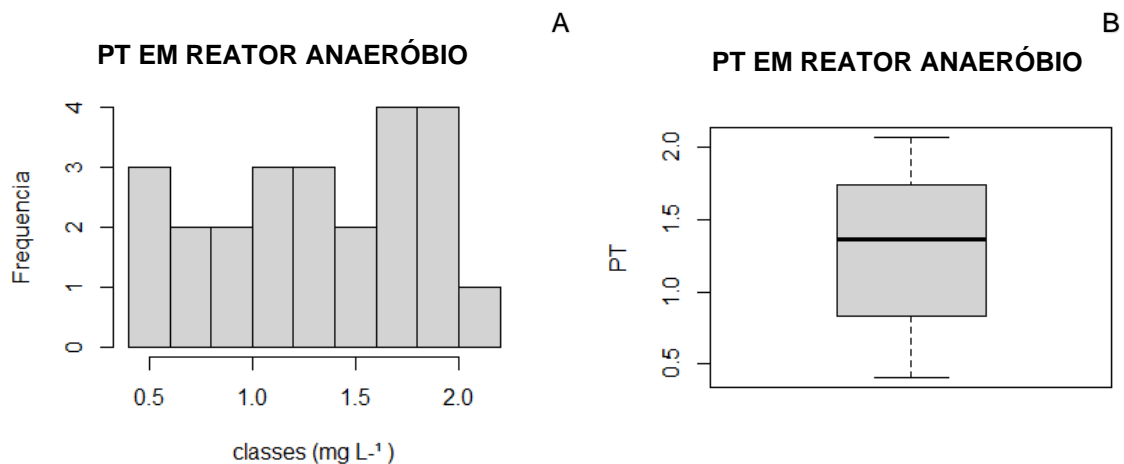 A
PT EM REATOR ANAERÓBIO
Frequencia
0
1
2
3
4
0.5
1.0
1.5
2.0
classes (mg L-¹ )
B
PT EM REATOR ANAERÓBIO
PT
0.5
1.0
1.5
2.0